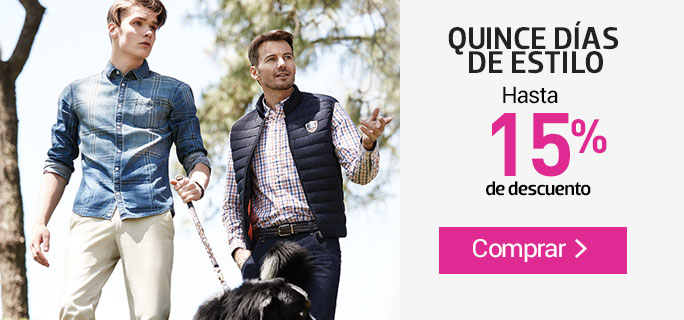 QUINCE DÍAS
DE ESTILO
Hasta
15%
de descuento
Comprar >